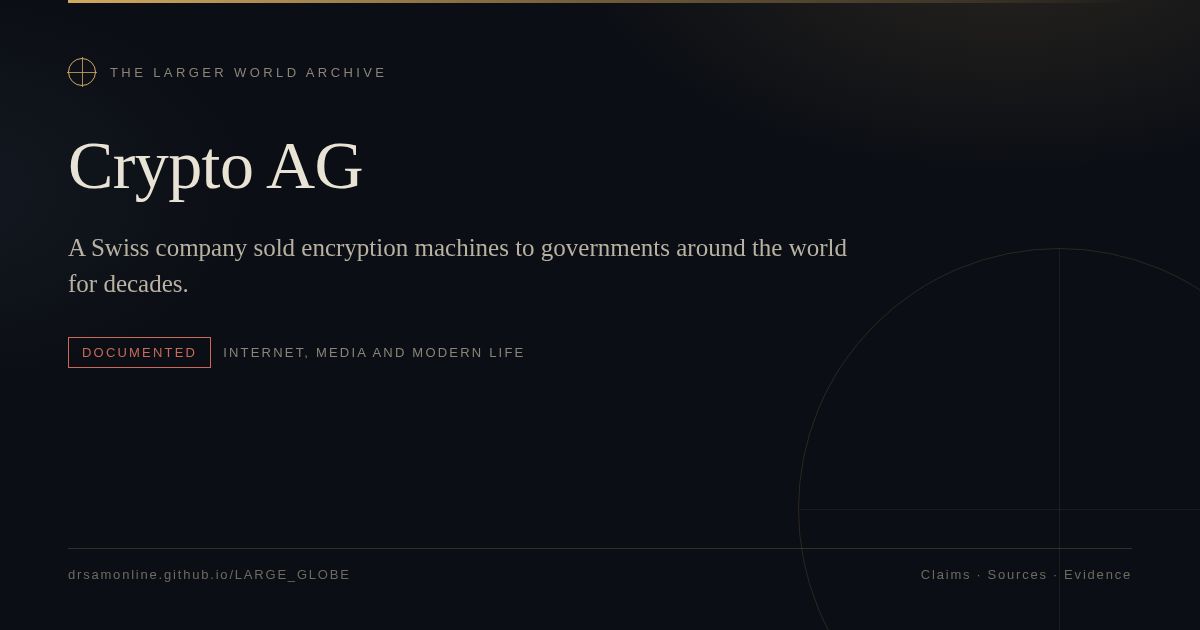 THE LARGER WORLD ARCHIVE
Crypto AG
A Swiss company sold encryption machines to governments around the world
for decades.
DOCUMENTED
INTERNET, MEDIA AND MODERN LIFE
drsamonline.github.io/LARGE_GLOBE
Claims · Sources · Evidence